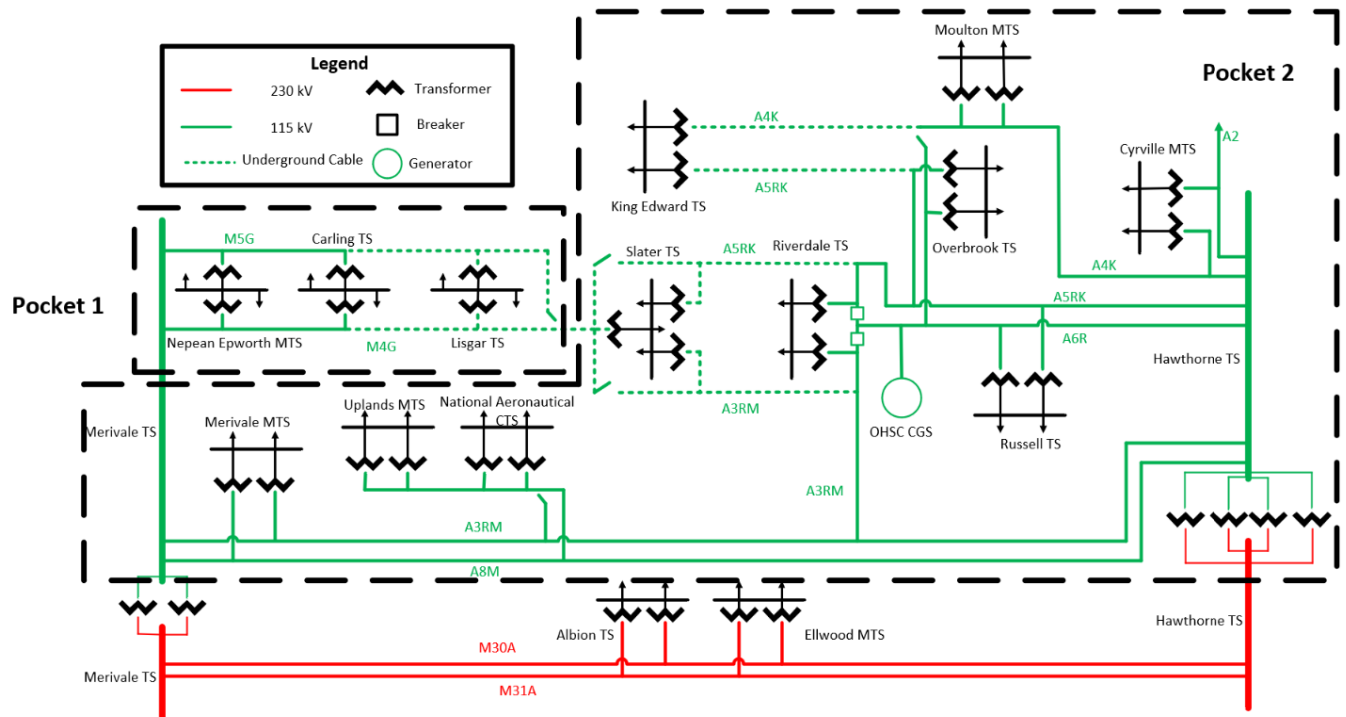 Legend
230 kV
Transformer
115 kV
Breaker
Underground Cable
Generator
Moulton MTS
Pocket 2
A4K
A2
Cyrville MTS
A5RK
King Edward TS
Overbrook TS
M5G
Carling TS
Slater TS
A5RK
Riverdale TS
A4K
Pocket 1
A5RK
Nepean Epworth MTS
M4G
Lisgar TS
A6R
Hawthorne TS
A3RM
OHSC CGS
Russell TS
Merivale TS
Merivale MTS
Uplands MTS
National Aeronautical
CTS
A3RM
A3RM
A8M
Albion TS
Ellwood MTS
Hawthorne TS
M30A
Merivale TS
M31A